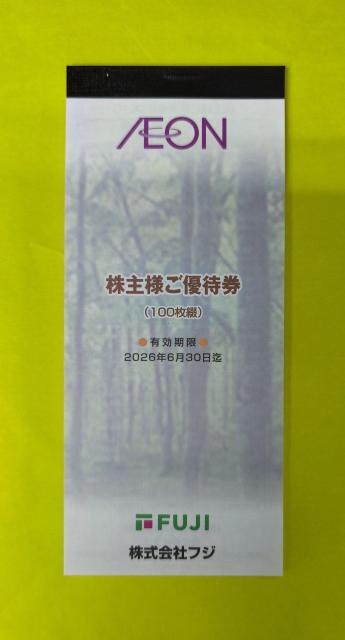 ÆON
株主様ご優待券
(100枚綴)
●有効期限●
2026年6月30日迄
FUJI
株式会社フジ